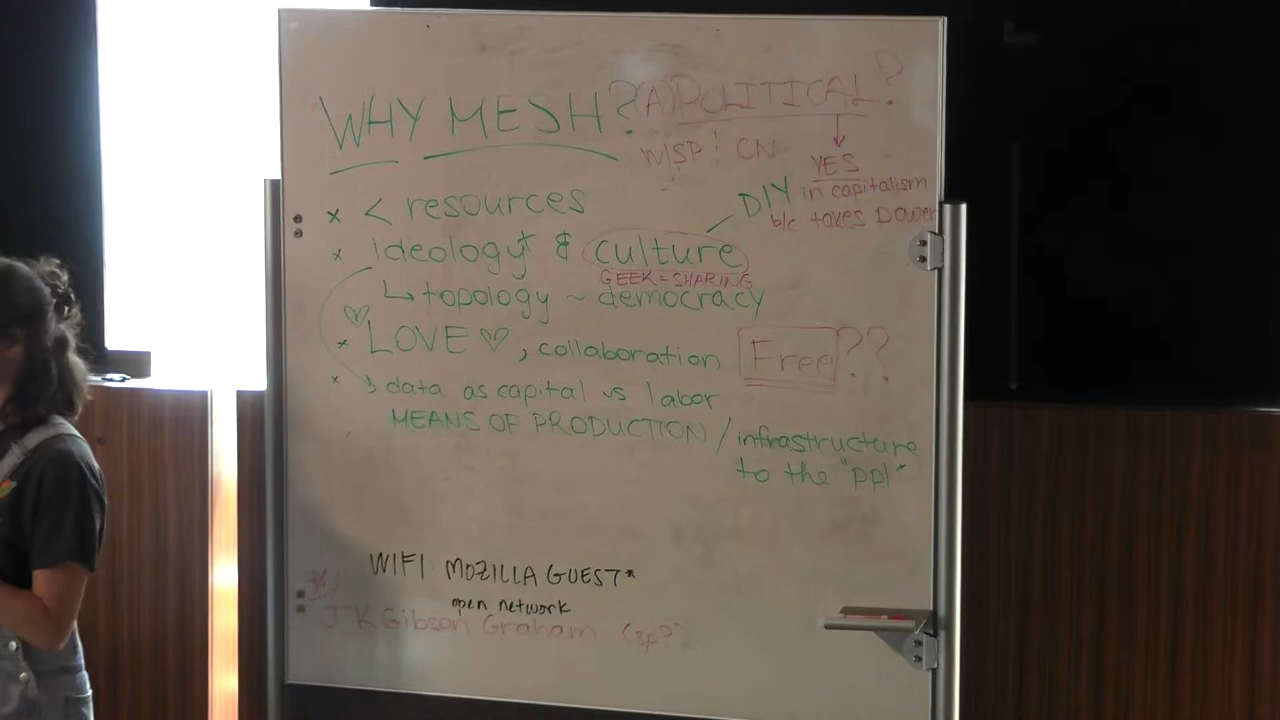 WHY MESH? (A)POLITICAL?
WISP | CN
YES
in capitalism
b/c takes power
DIY
x < resources
x ideology* & culture
GEEK = SHARING
↳ topology ~ democracy
x ♡ LOVE ♡, collaboration
Free??
x data as capital vs labor
MEANS OF PRODUCTION / infrastructure
to the "ppl"
WIFI MOZILLA GUEST*
open network
J K Gibson Graham (sp??)